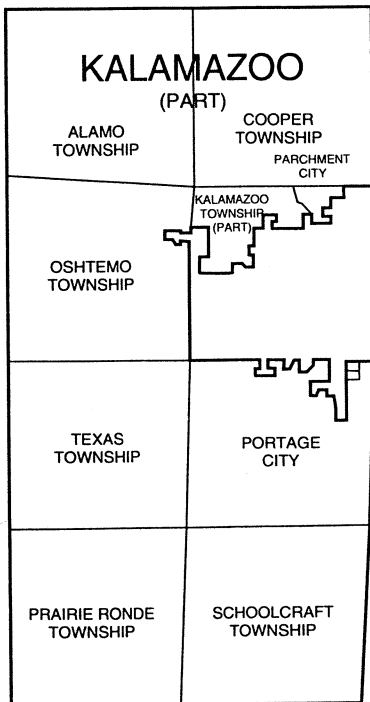 KALAMAZOO
(PART)
ALAMO
TOWNSHIP
COOPER
TOWNSHIP
PARCHMENT
CITY
KALAMAZOO
TOWNSHIP
(PART)
OSHTEMO
TOWNSHIP
TEXAS
TOWNSHIP
PORTAGE
CITY
PRAIRIE RONDE
TOWNSHIP
SCHOOLCRAFT
TOWNSHIP